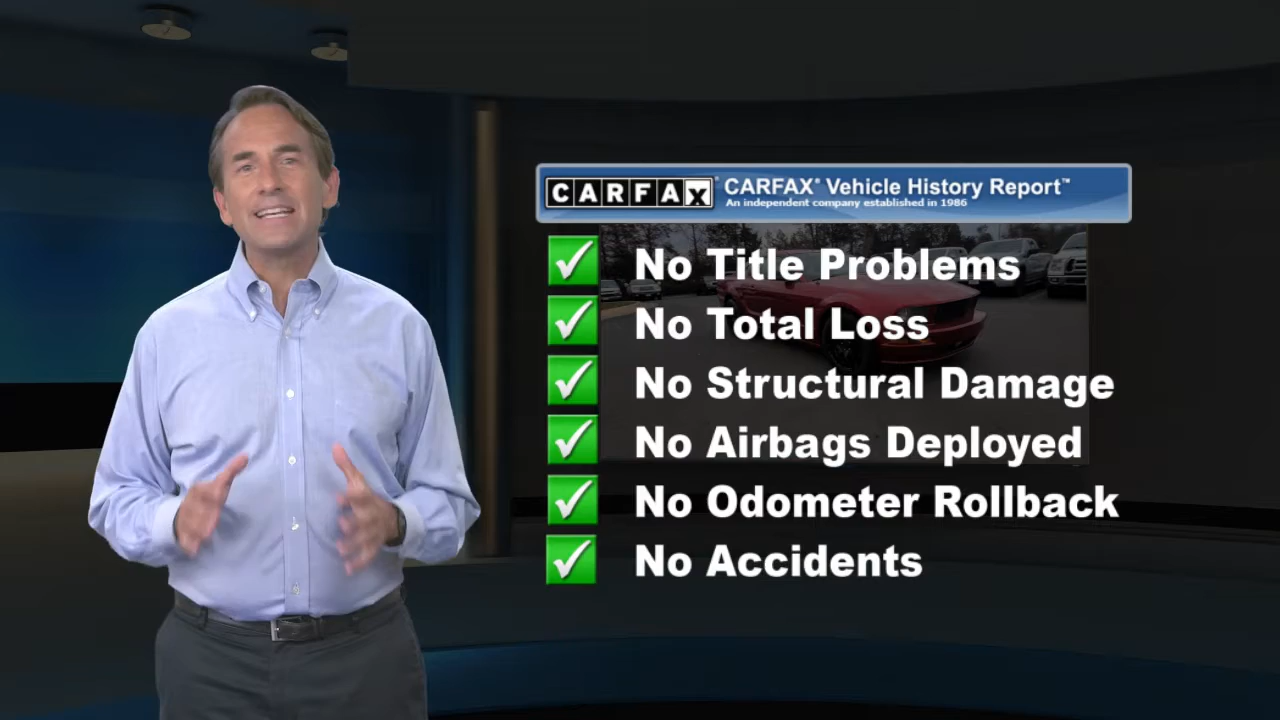 CARFAX® CARFAX® Vehicle History Report™
An independent company established in 1986
No Title Problems
No Total Loss
No Structural Damage
No Airbags Deployed
No Odometer Rollback
No Accidents